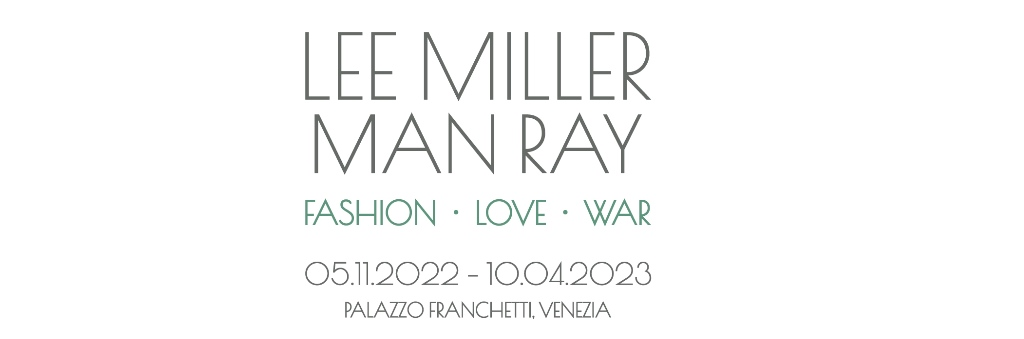 LEE MILLER
MAN RAY
FASHION · LOVE · WAR
05.11.2022 – 10.04.2023
PALAZZO FRANCHETTI, VENEZIA